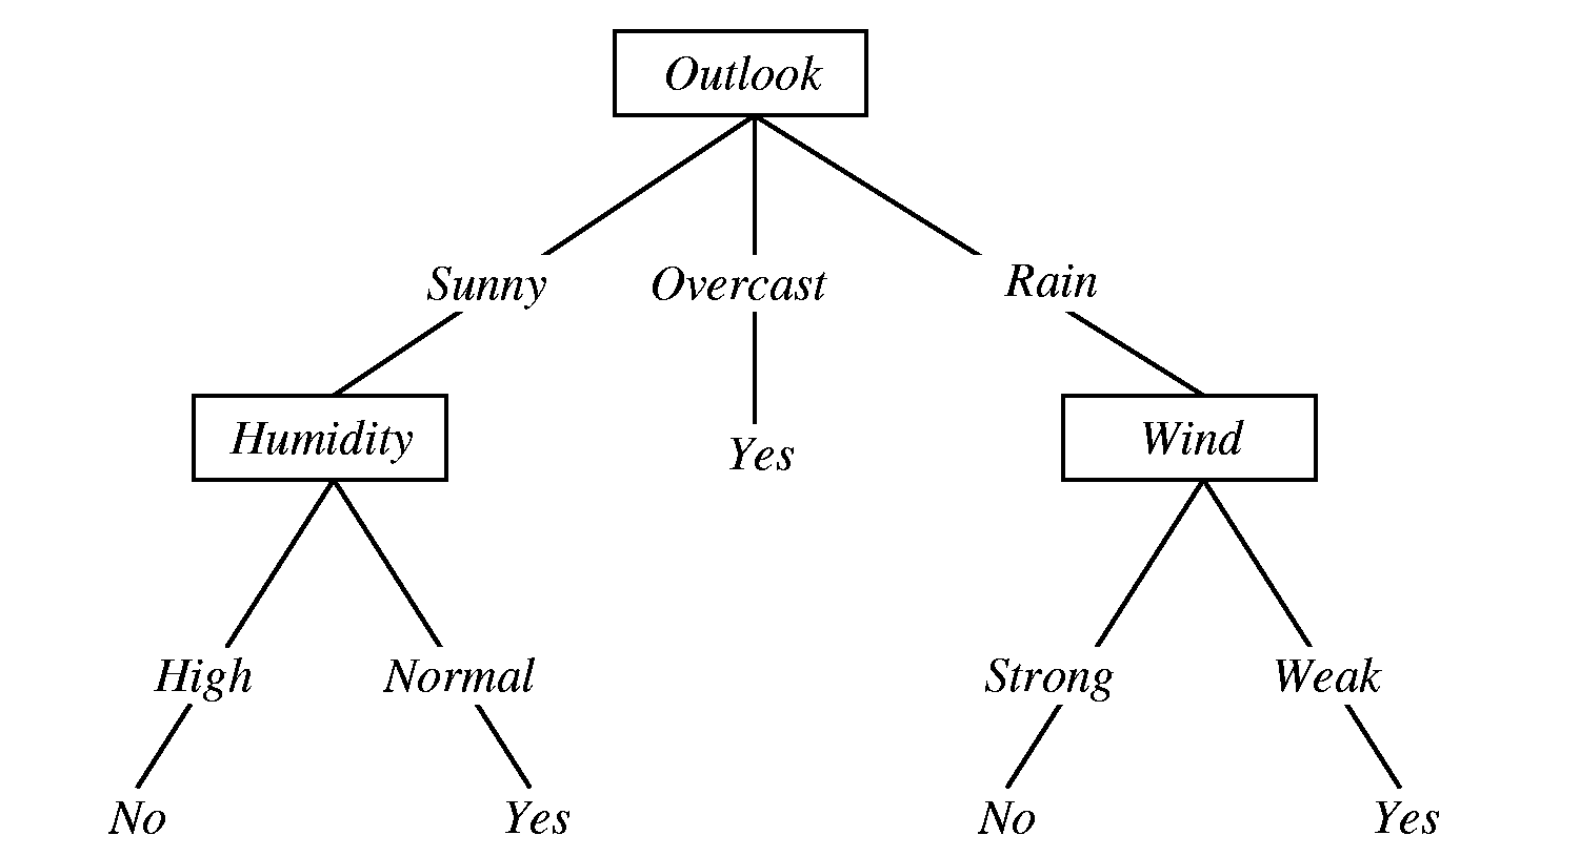 Outlook
Sunny Overcast Rain
Humidity Yes Wind
High Normal Strong Weak
No Yes No Yes